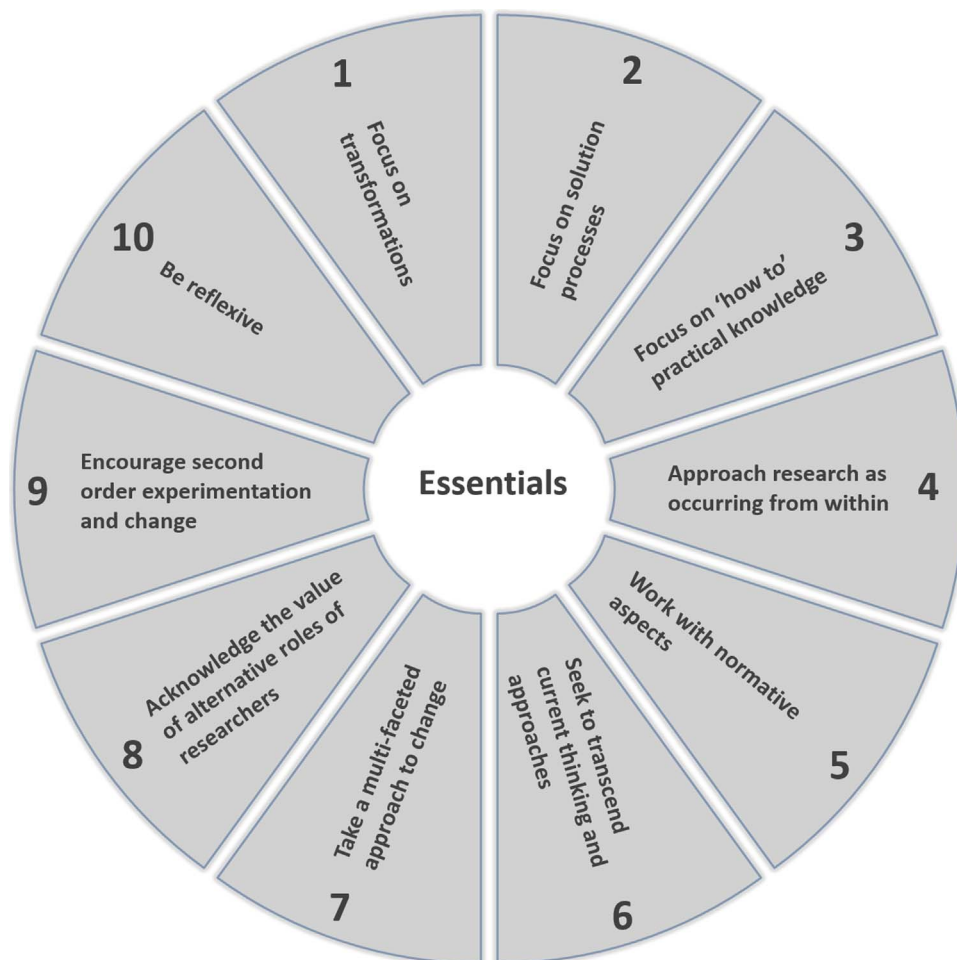 1
Focus on
transformations
2
Focus on solution
processes
3
Focus on ‘how to’
practical knowledge
4
Approach research as
occurring from within
5
Work with normative
aspects
6
Seek to transcend
current thinking and
approaches
7
Take a multi-faceted
approach to change
8
Acknowledge the value
of alternative roles of
researchers
9
Encourage second
order experimentation
and change
10
Be reflexive
Essentials